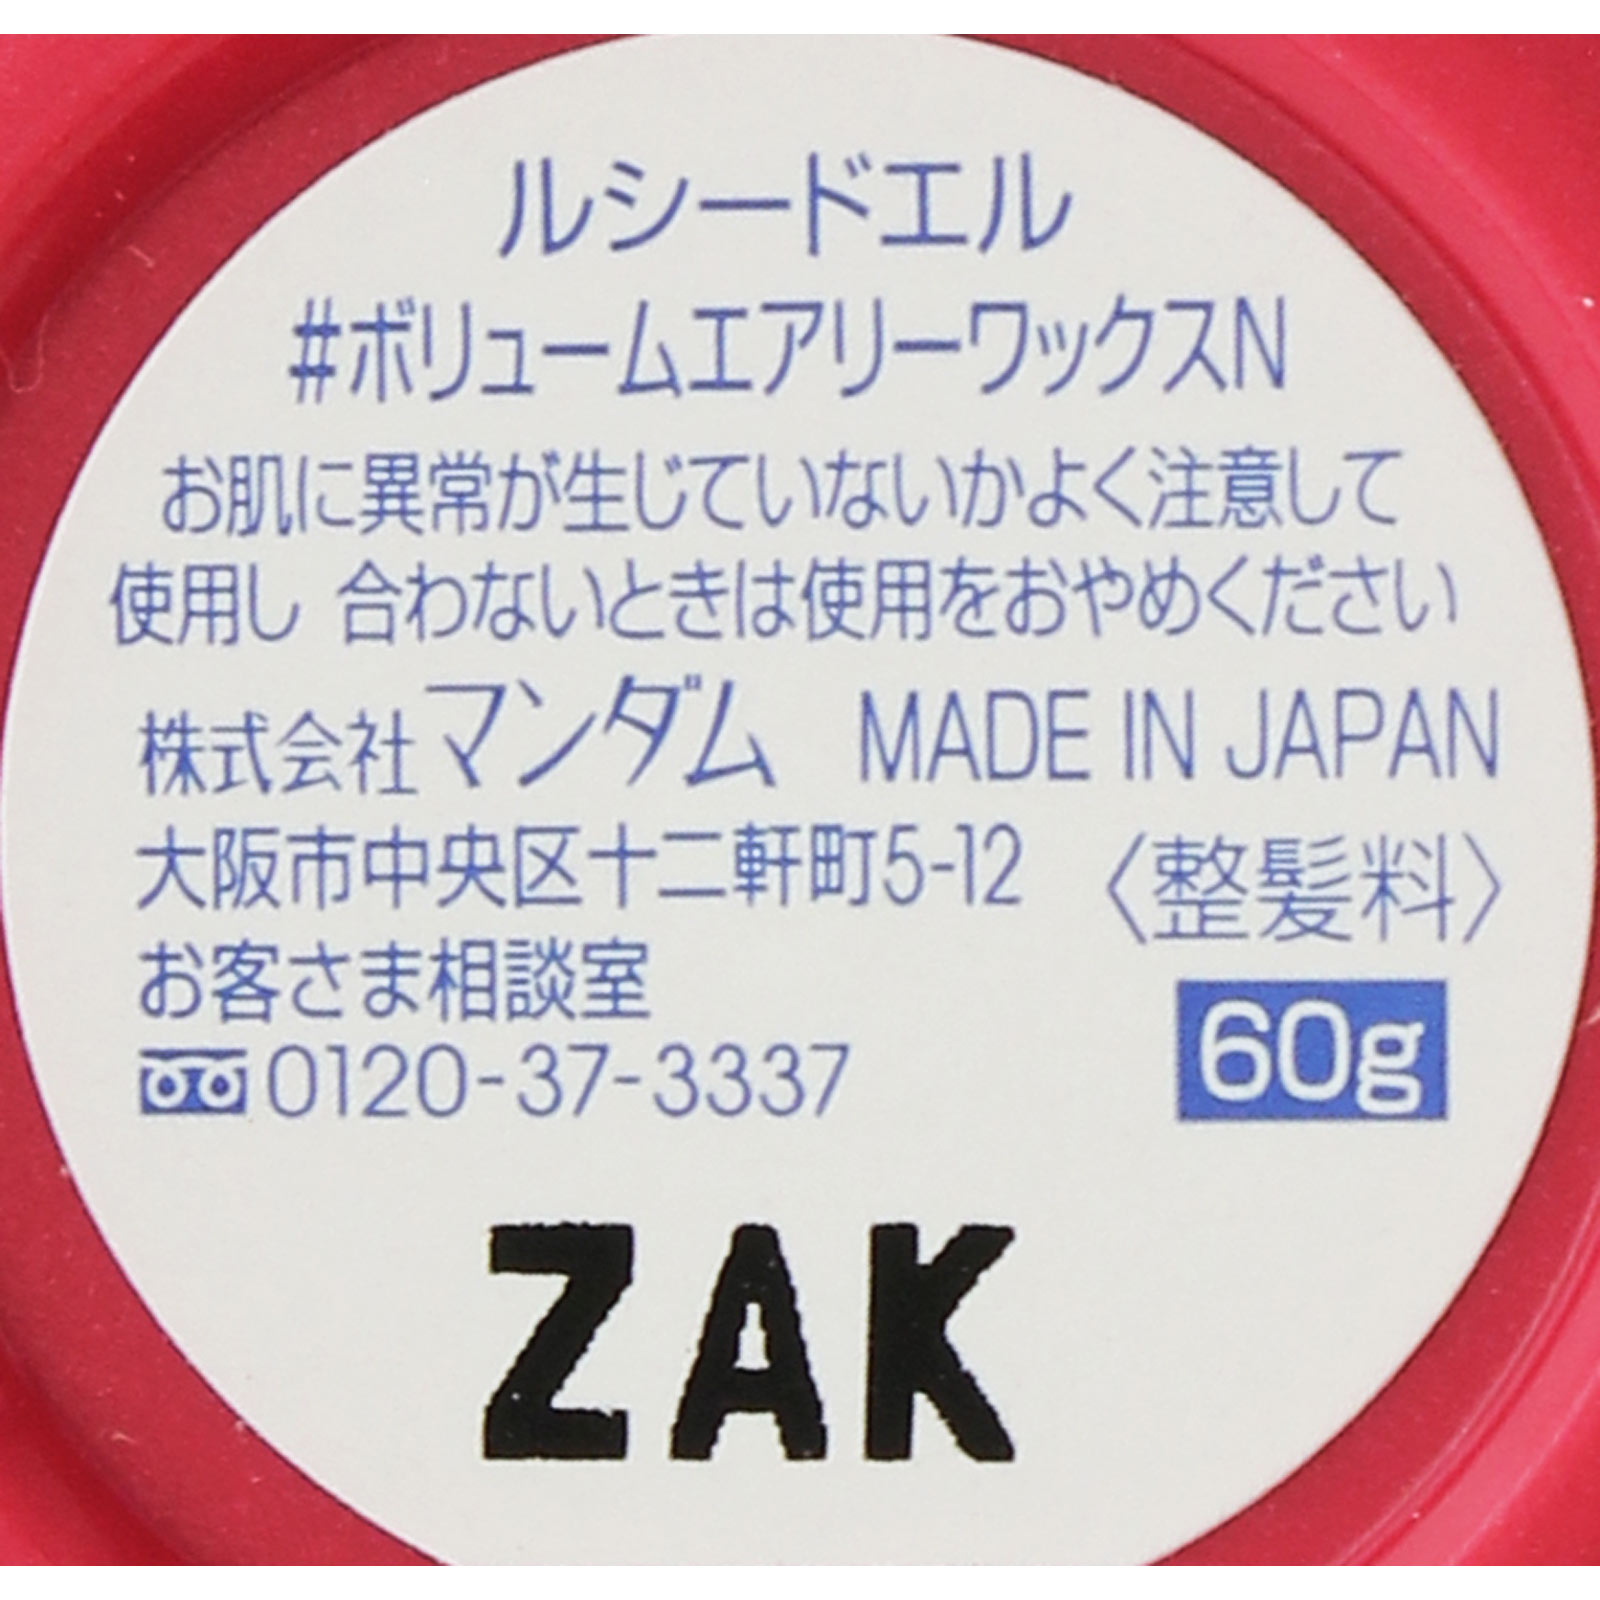 ルシードエル
#ボリュームエアリーワックスN
お肌に異常が生じていないかよく注意して
使用し 合わないときは使用をおやめください
株式会社マンダム MADE IN JAPAN
大阪市中央区十二軒町5-12 〈整髪料〉
お客さま相談室
0120-37-3337 60g
ZAK